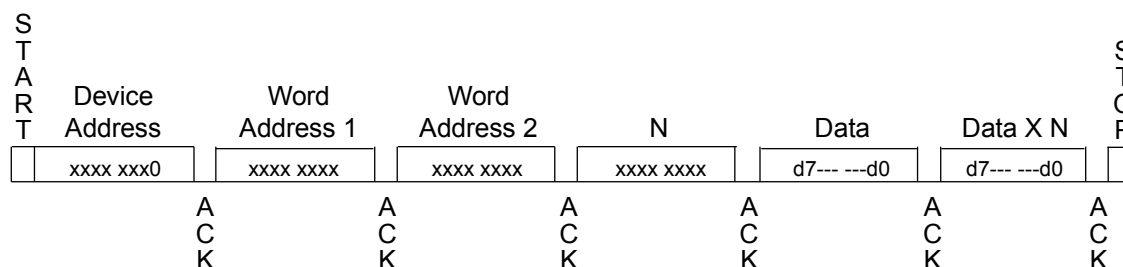 START
Device Address
Word Address 1
Word Address 2
N
Data
Data X N
xxxx xxx0
xxxx xxxx
xxxx xxxx
xxxx xxxx
d7--- ---d0
d7--- ---d0
ACK
ACK
ACK
ACK
ACK
ACK